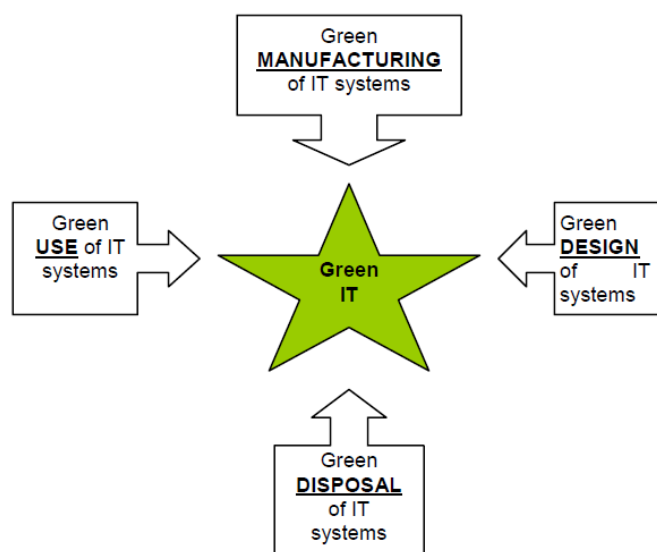 Green
MANUFACTURING
of IT systems
Green
USE of IT
systems
Green
IT
Green
DESIGN
of IT
systems
Green
DISPOSAL
of IT
systems